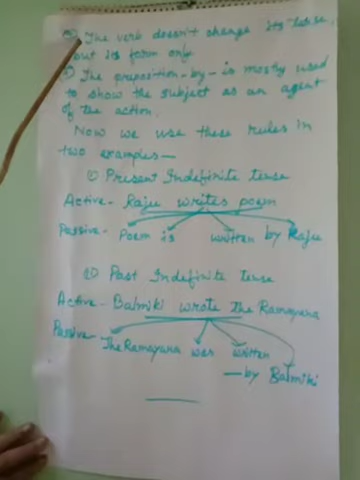 The verb doesn't change its tense,
but its form only.
The preposition-by-is mostly used
to show the subject as an agent
of the action.
Now we use these rules in
two examples—
Present Indefinite tense
Active- Raju writes poem
Passive- Poem is written by Raju
Past Indefinite tense
Active- Balmiki wrote the Ramayana
Passive- The Ramayana was written
—by Balmiki